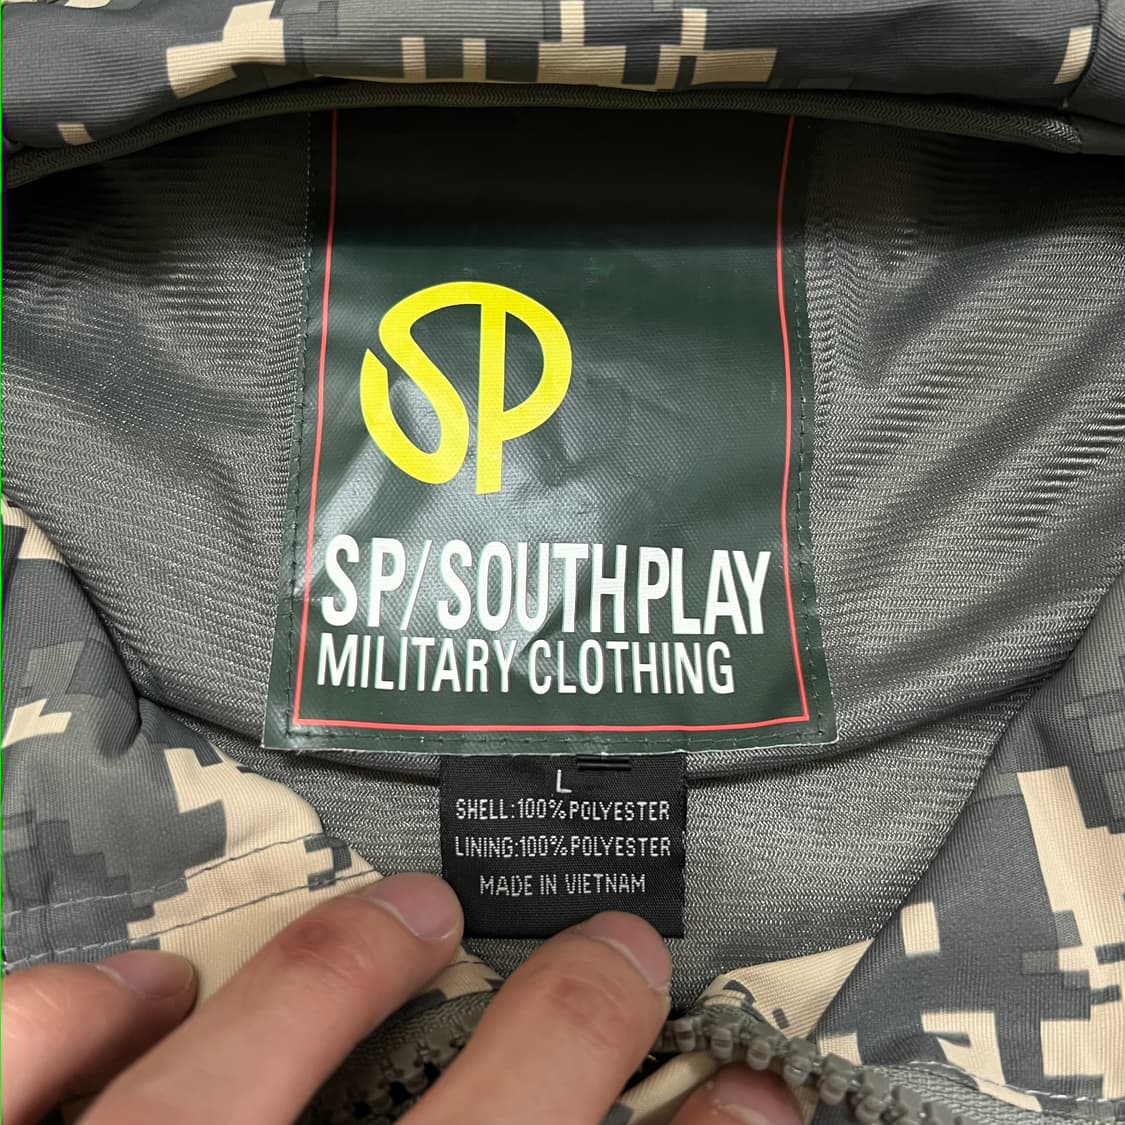 SP
SP/SOUTHPLAY
MILITARY CLOTHING
L
SHELL:100%POLYESTER
LINING:100%POLYESTER
MADE IN VIETNAM